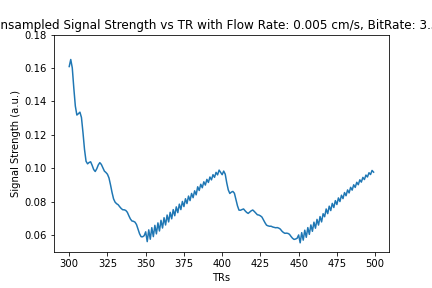 nsampled Signal Strength vs TR with Flow Rate: 0.005 cm/s, BitRate: 3.
0.18
0.16
0.14
0.12
0.10
0.08
0.06
Signal Strength (a.u.)
300 325 350 375 400 425 450 475 500
TRs